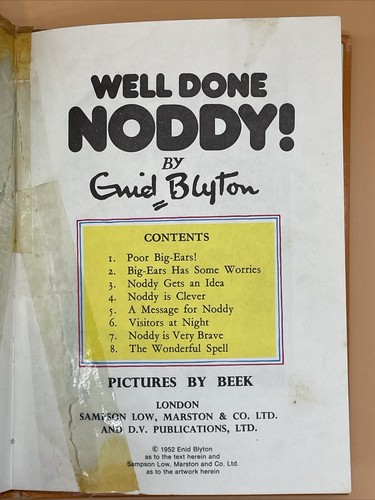 WELL DONE
NODDY!
BY
Enid Blyton
CONTENTS
1. Poor Big-Ears!
2. Big-Ears Has Some Worries
3. Noddy Gets an Idea
4. Noddy is Clever
5. A Message for Noddy
6. Visitors at Night
7. Noddy is Very Brave
8. The Wonderful Spell
PICTURES BY BEEK
LONDON
SAMPSON LOW, MARSTON & CO. LTD.
AND D.V. PUBLICATIONS, LTD.
© 1952 Enid Blyton
as to the text herein and
Sampson Low, Marston and Co. Ltd.
as to the artwork herein